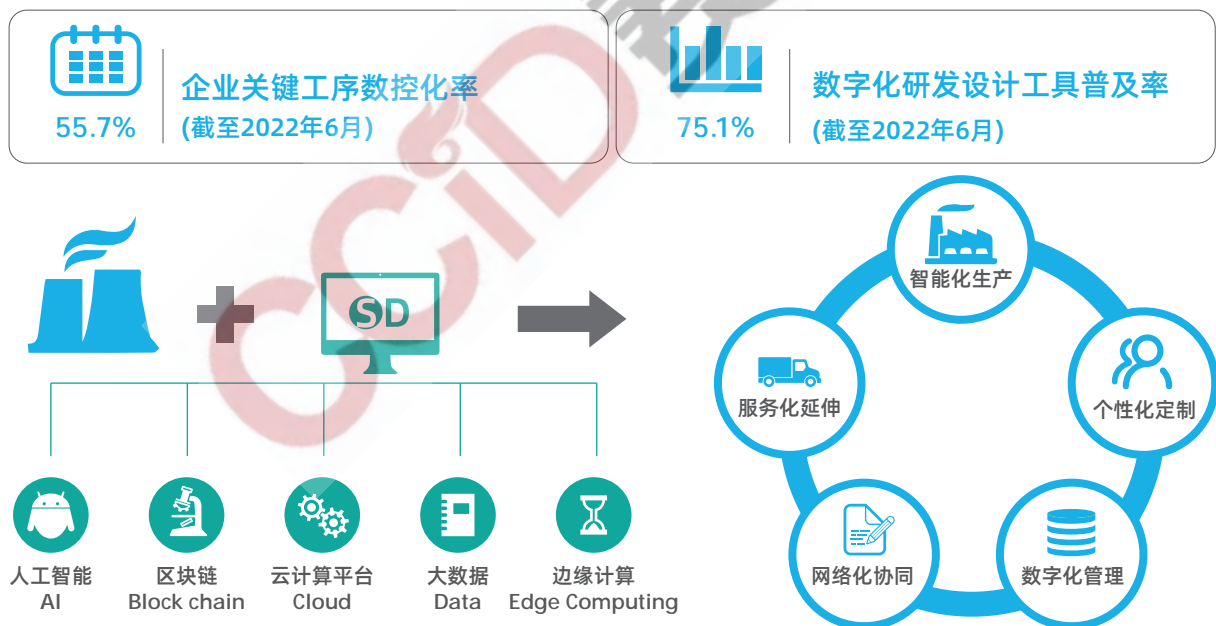 企业关键工序数控化率
55.7%
(截至2022年6月)
数字化研发设计工具普及率
75.1%
(截至2022年6月)
CCiD
SD
智能化生产
服务化延伸
个性化定制
网络化协同
数字化管理
人工智能
AI
区块链
Block chain
云计算平台
Cloud
大数据
Data
边缘计算
Edge Computing